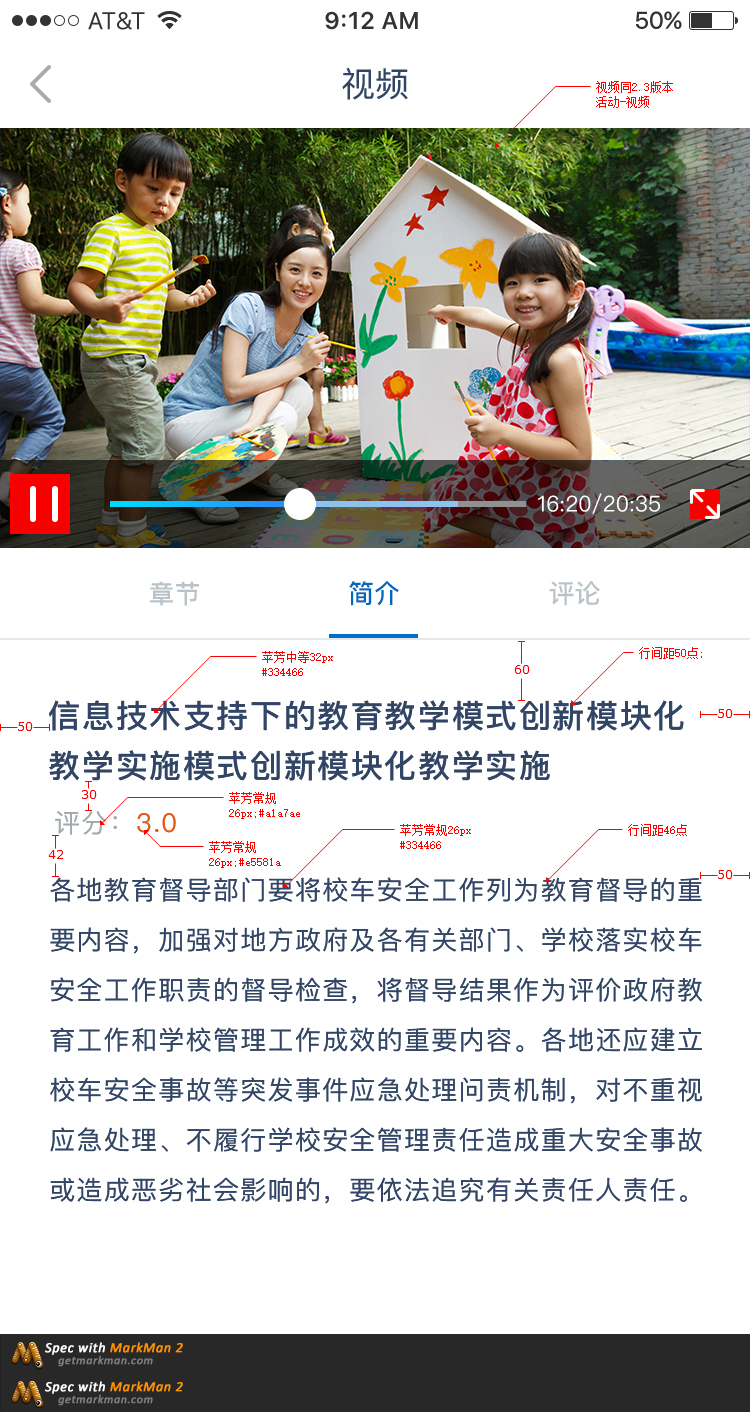 AT&T 9:12 AM 50%
视频
视频同2.3版本
活动-视频
16:20/20:35
章节 简介 评论
苹芳中等32px
#334466
60
行间距50点;
50
50
信息技术支持下的教育教学模式创新模块化
教学实施模式创新模块化教学实施
30
苹芳常规
26px;#a1a7ae
评分: 3.0
苹芳常规
26px;#e5581a
苹芳常规26px
#334466
行间距46点
42
50
各地教育督导部门要将校车安全工作列为教育督导的重
要内容，加强对地方政府及各有关部门、学校落实校车
安全工作职责的督导检查，将督导结果作为评价政府教
育工作和学校管理工作成效的重要内容。各地还应建立
校车安全事故等突发事件应急处理问责机制，对不重视
应急处理、不履行学校安全管理责任造成重大安全事故
或造成恶劣社会影响的，要依法追究有关责任人责任。
Spec with MarkMan 2
getmarkman.com
Spec with MarkMan 2
getmarkman.com